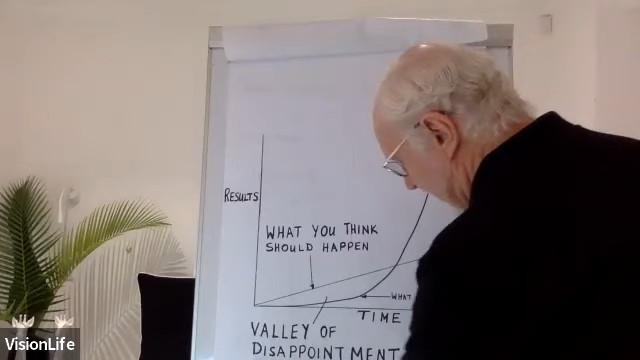 RESULTS
WHAT YOU THINK
SHOULD HAPPEN
WHAT
TIME
VALLEY OF
DISAPPOINTMENT
VisionLife